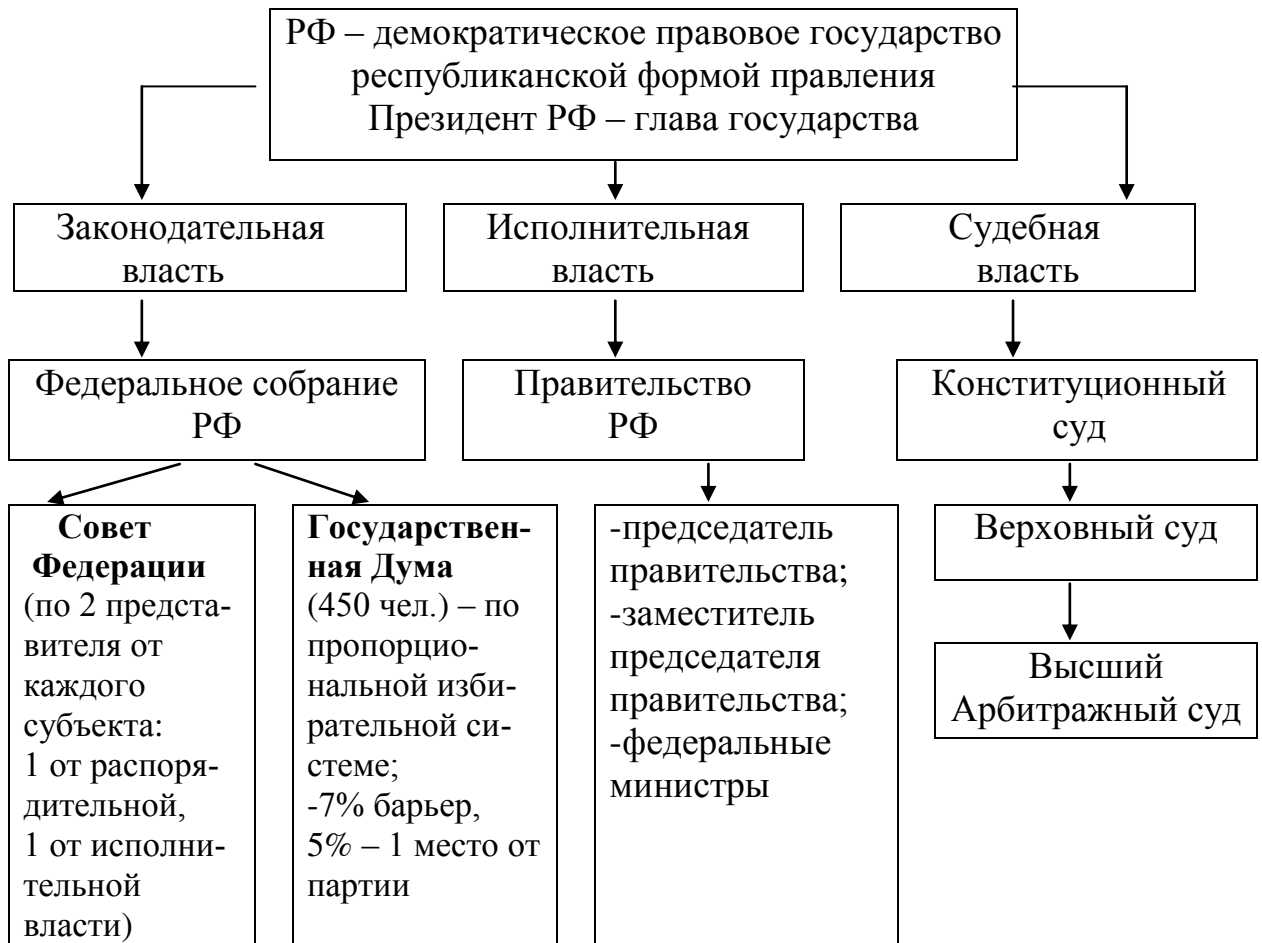 РФ – демократическое правовое государство
республиканской формой правления
Президент РФ – глава государства
Законодательная
власть
Исполнительная
власть
Судебная
власть
Федеральное собрание
РФ
Правительство
РФ
Конституционный
суд
Совет
Федерации
(по 2 предста-
вителя от
каждого
субъекта:
1 от распоря-
дительной,
1 от исполни-
тельной
власти)
Государствен-
ная Дума
(450 чел.) – по
пропорцио-
нальной изби-
рательной си-
стеме;
-7% барьер,
5% – 1 место от
партии
-председатель
правительства;
-заместитель
председателя
правительства;
-федеральные
министры
Верховный суд
Высший
Арбитражный суд